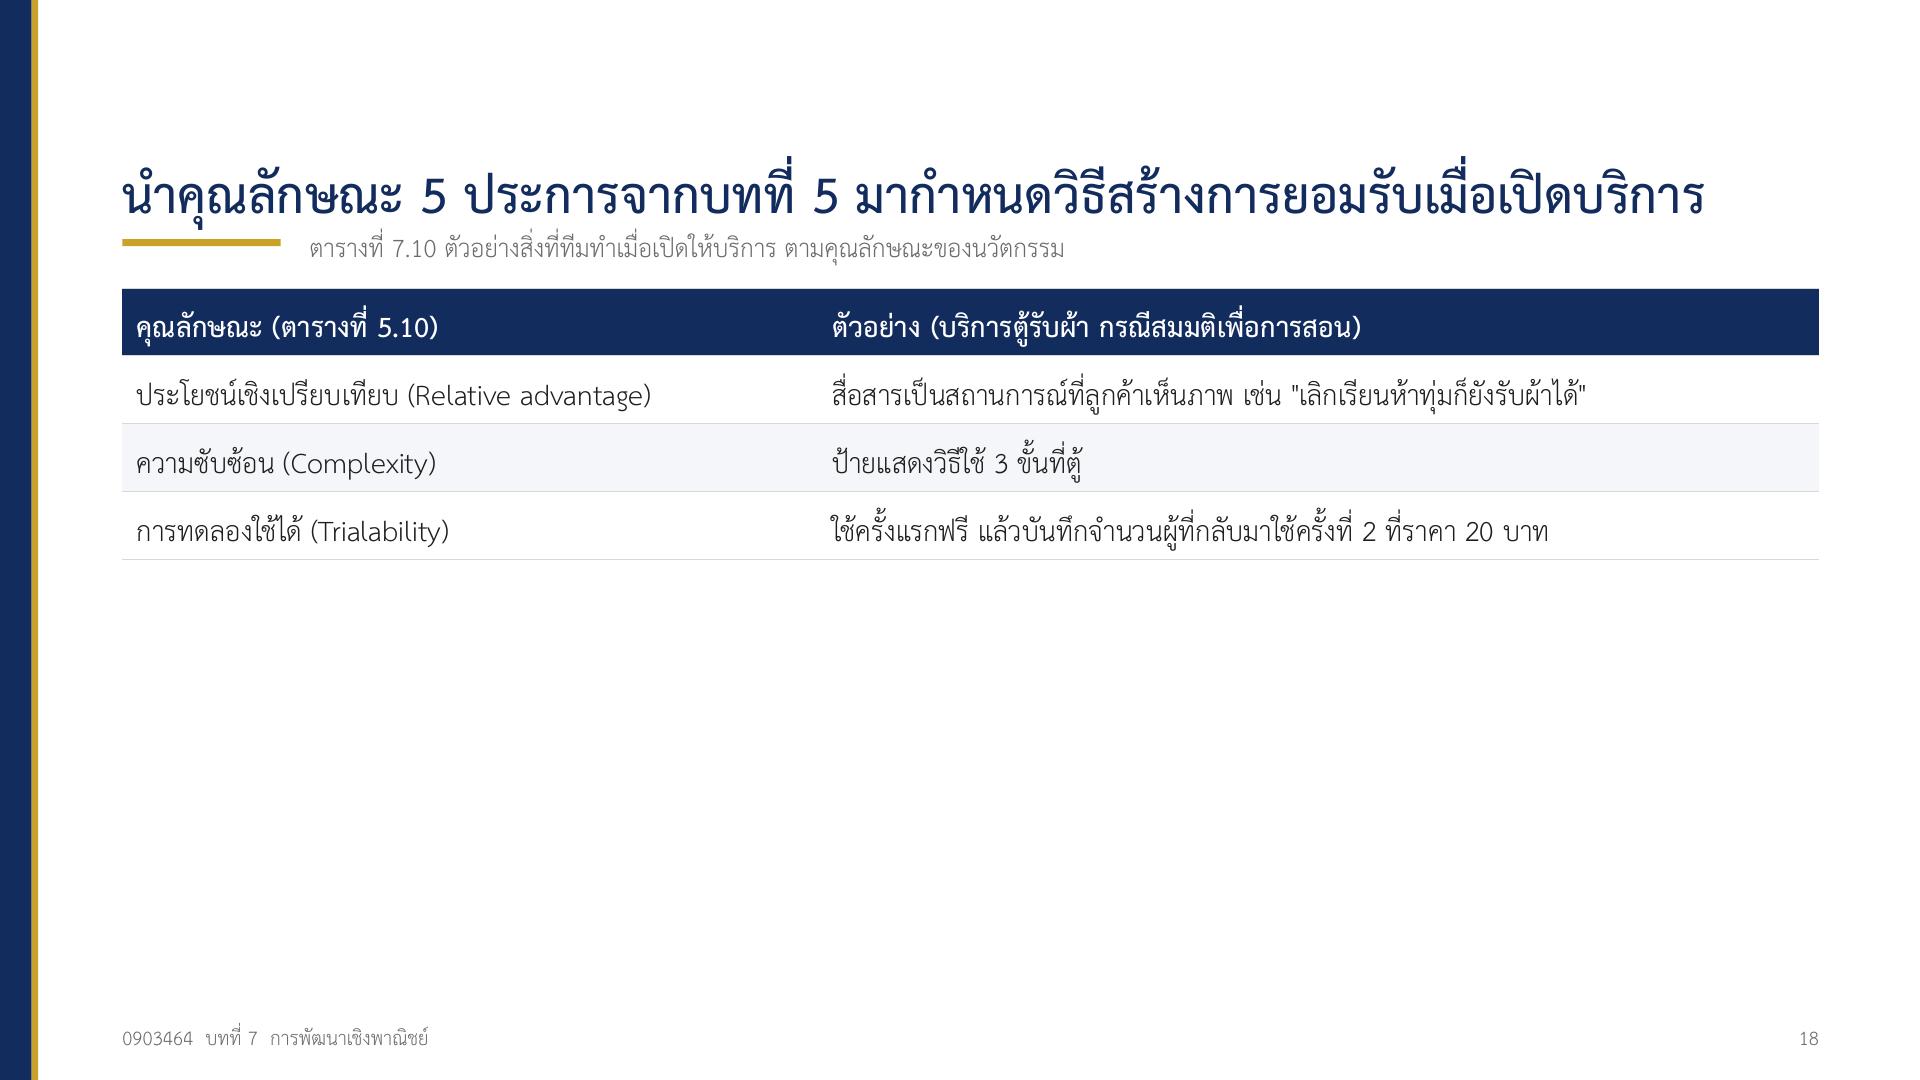 นำคุณลักษณะ 5 ประการจากบทที่ 5 มากำหนดวิธีสร้างการยอมรับเมื่อเปิดบริการ
ตารางที่ 7.10 ตัวอย่างสิ่งที่ทีมทำเมื่อเปิดให้บริการ ตามคุณลักษณะของนวัตกรรม
คุณลักษณะ (ตารางที่ 5.10) ตัวอย่าง (บริการตู้รับผ้า กรณีสมมติเพื่อการสอน)
ประโยชน์เชิงเปรียบเทียบ (Relative advantage) สื่อสารเป็นสถานการณ์ที่ลูกค้าเห็นภาพ เช่น "เลิกเรียนห้าทุ่มก็ยังรับผ้าได้"
ความซับซ้อน (Complexity) ป้ายแสดงวิธีใช้ 3 ขั้นที่ตู้
การทดลองใช้ได้ (Trialability) ใช้ครั้งแรกฟรี แล้วบันทึกจำนวนผู้ที่กลับมาใช้ครั้งที่ 2 ที่ราคา 20 บาท
0903464 บทที่ 7 การพัฒนาเชิงพาณิชย์ 18